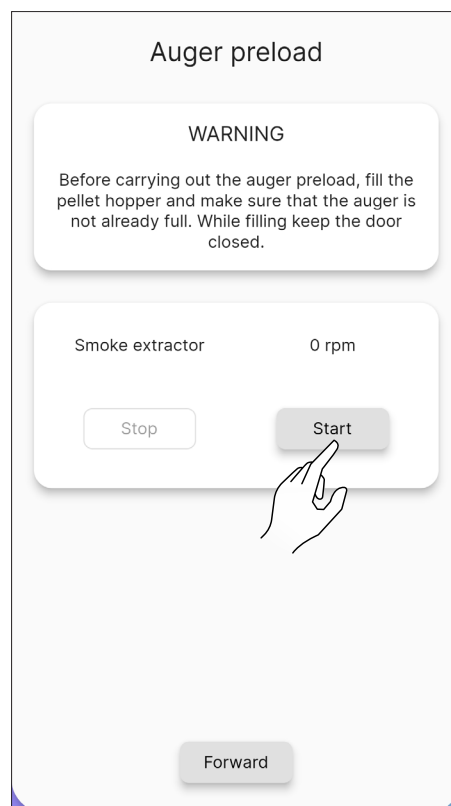 Auger preload
WARNING
Before carrying out the auger preload, fill the
pellet hopper and make sure that the auger is
not already full. While filling keep the door
closed.
Smoke extractor 0 rpm
Stop Start
Forward